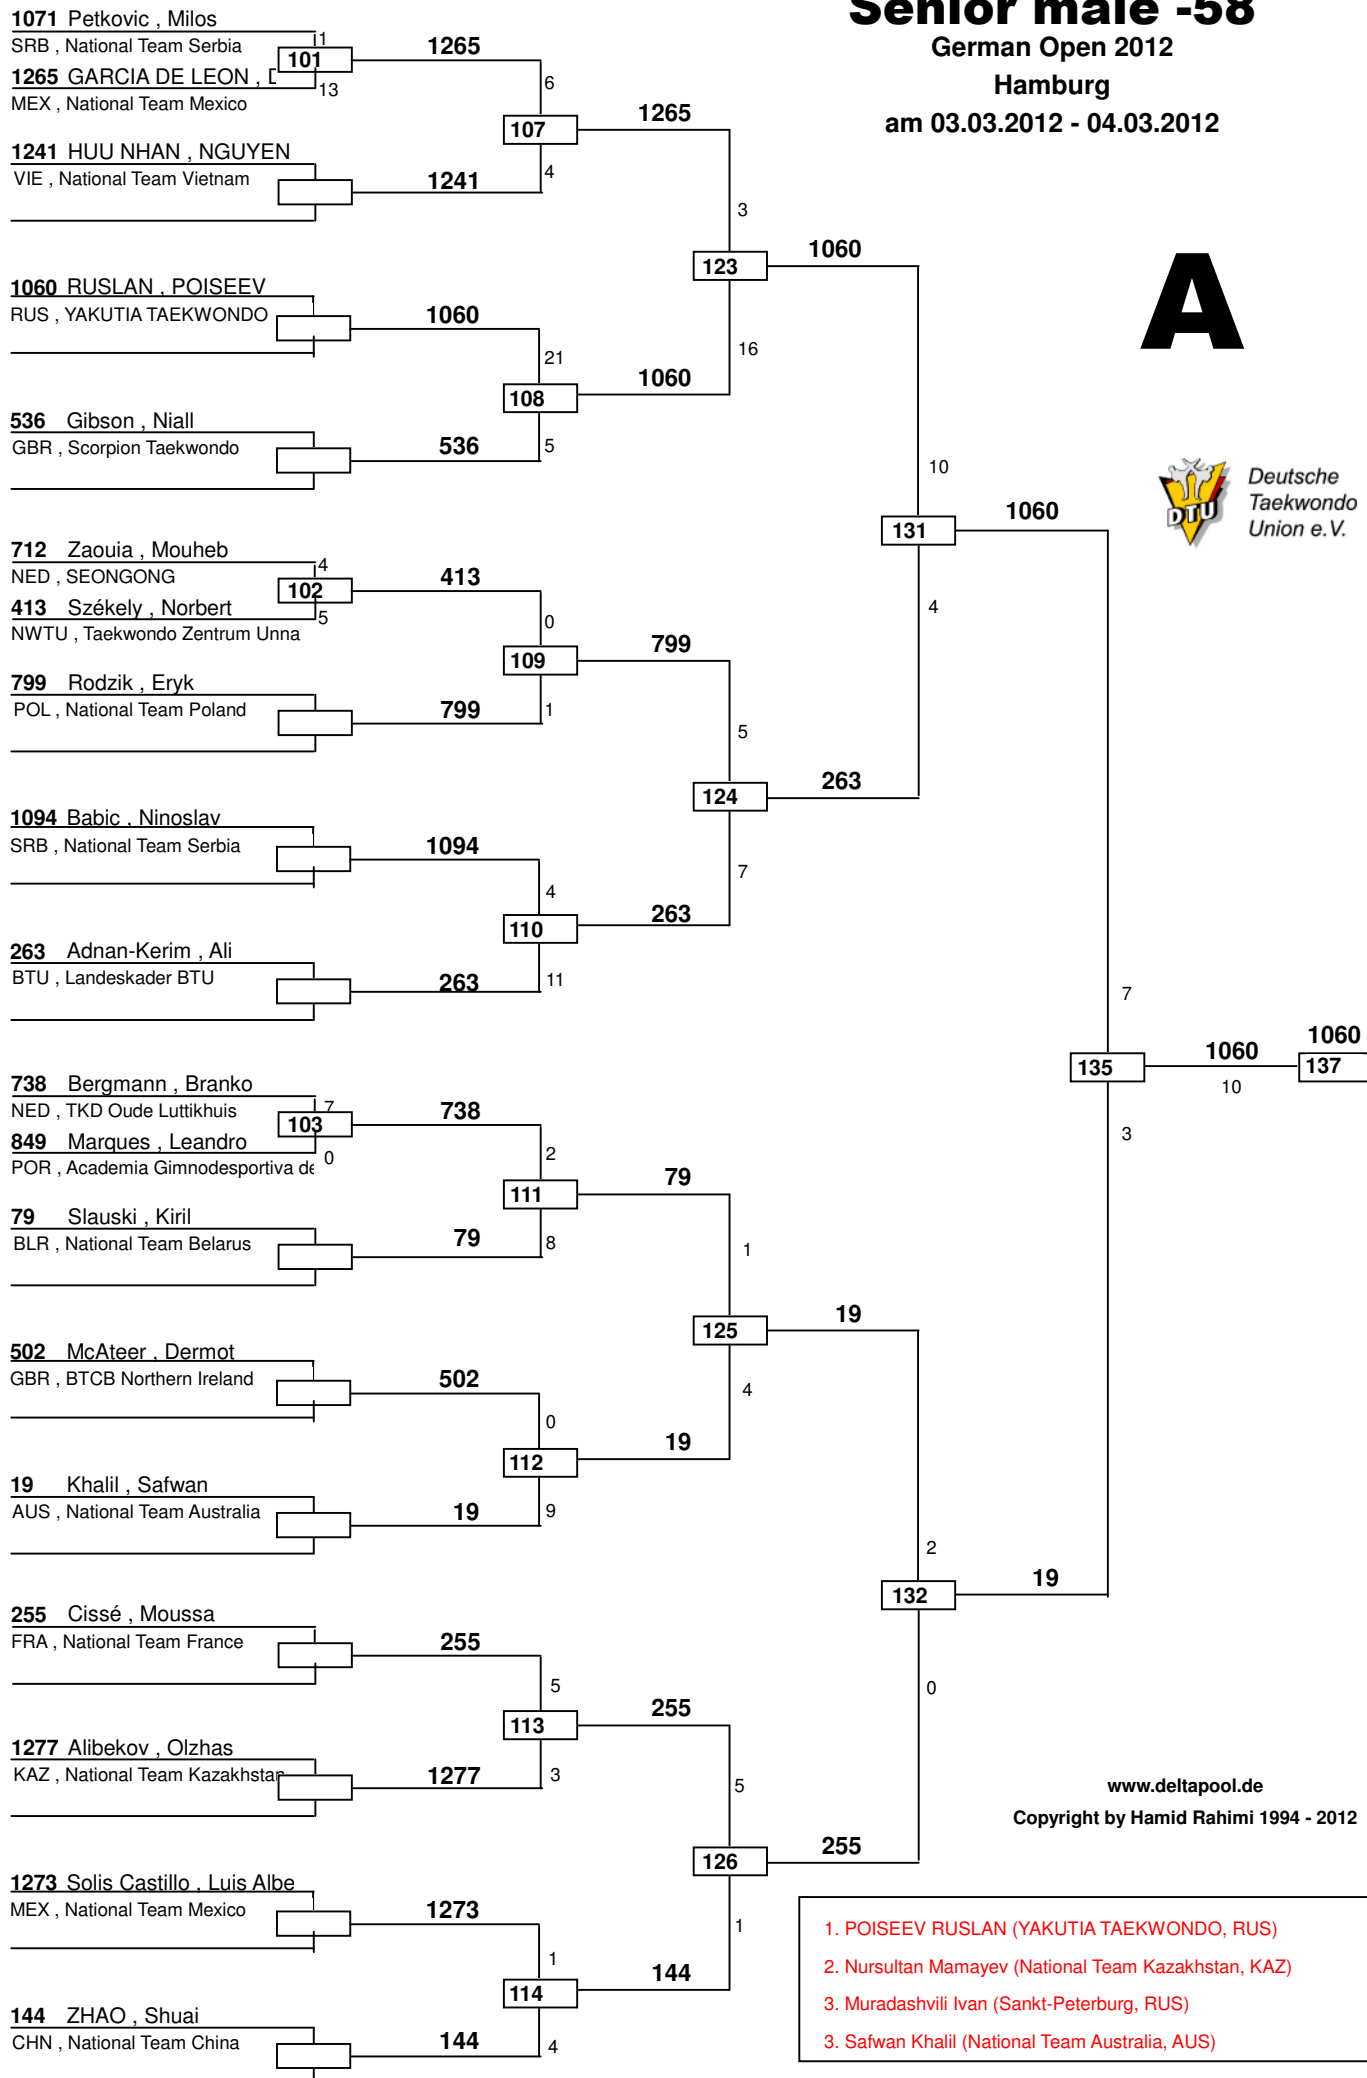 Senior male -58
German Open 2012
Hamburg
am 03.03.2012 - 04.03.2012
A
DTU
Deutsche
Taekwondo
Union e.V.
1071 Petkovic , Milos
SRB , National Team Serbia
1
101
1265
1265 GARCIA DE LEON ,
13
MEX , National Team Mexico
6
107
1265
1241 HUU NHAN , NGUYEN
VIE , National Team Vietnam
1241
4
3
123
1060
1060 RUSLAN , POISEEV
RUS , YAKUTIA TAEKWONDO
1060
21
16
108
1060
536 Gibson , Niall
GBR , Scorpion Taekwondo
536
5
10
131
1060
712 Zaouia , Mouheb
4
NED , SEONGONG
102
413
413 Székely , Norbert
5
NWTU , Taekwondo Zentrum Unna
0
4
109
799
799 Rodzik , Eryk
POL , National Team Poland
799
1
5
124
263
1094 Babic , Ninoslav
SRB , National Team Serbia
1094
4
7
110
263
263 Adnan-Kerim , Ali
BTU , Landeskader BTU
263
11
7
135
1060
10
1060
137
738 Bergmann , Branko
NED , TKD Oude Luttikhuis
7
103
738
849 Marques , Leandro
0
POR , Academia Gimnodesportiva de
2
3
111
79
79 Slauski , Kiril
BLR , National Team Belarus
79
8
1
125
19
502 McAteer , Dermot
GBR , BTCB Northern Ireland
502
0
4
112
19
19 Khalil , Safwan
AUS , National Team Australia
19
9
2
132
19
255 Cissé , Moussa
FRA , National Team France
255
5
0
113
255
1277 Alibekov , Olzhas
KAZ , National Team Kazakhstan
1277
3
5
126
255
1273 Solis Castillo , Luis Albe
MEX , National Team Mexico
1273
1
1
114
144
144 ZHAO , Shuai
CHN , National Team China
144
4
www.deltapool.de
Copyright by Hamid Rahimi 1994 - 2012
1. POISEEV RUSLAN (YAKUTIA TAEKWONDO, RUS)
2. Nursultan Mamayev (National Team Kazakhstan, KAZ)
3. Muradashvili Ivan (Sankt-Peterburg, RUS)
3. Safwan Khalil (National Team Australia, AUS)